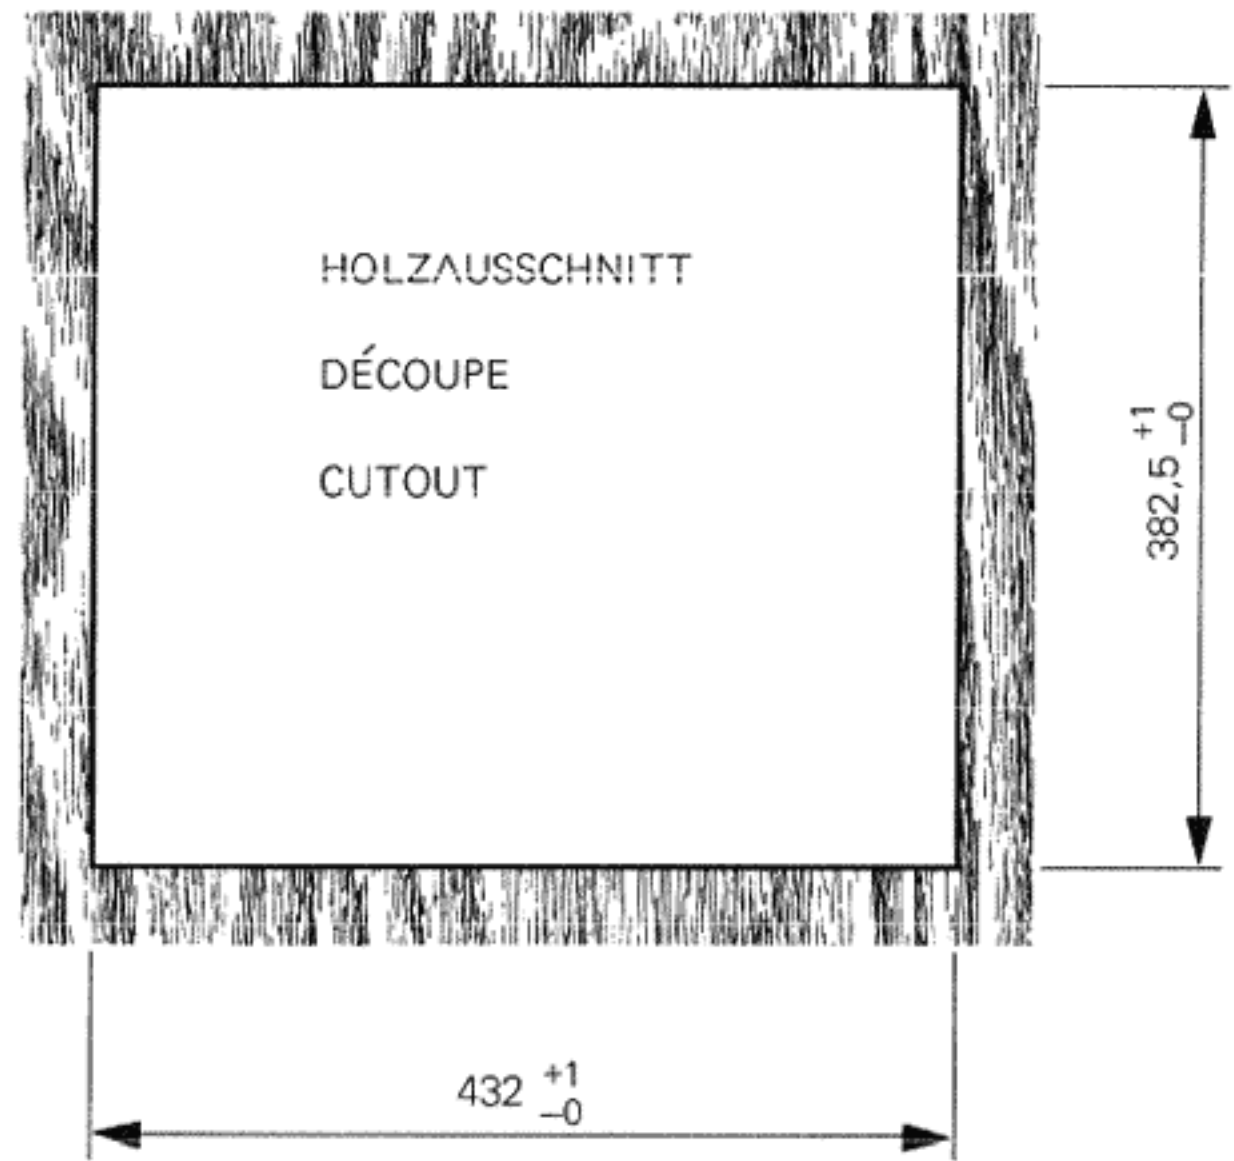 HOLZAUSSCHNITT
DÉCOUPE
CUTOUT
382,5 +1 –0
432 +1 –0